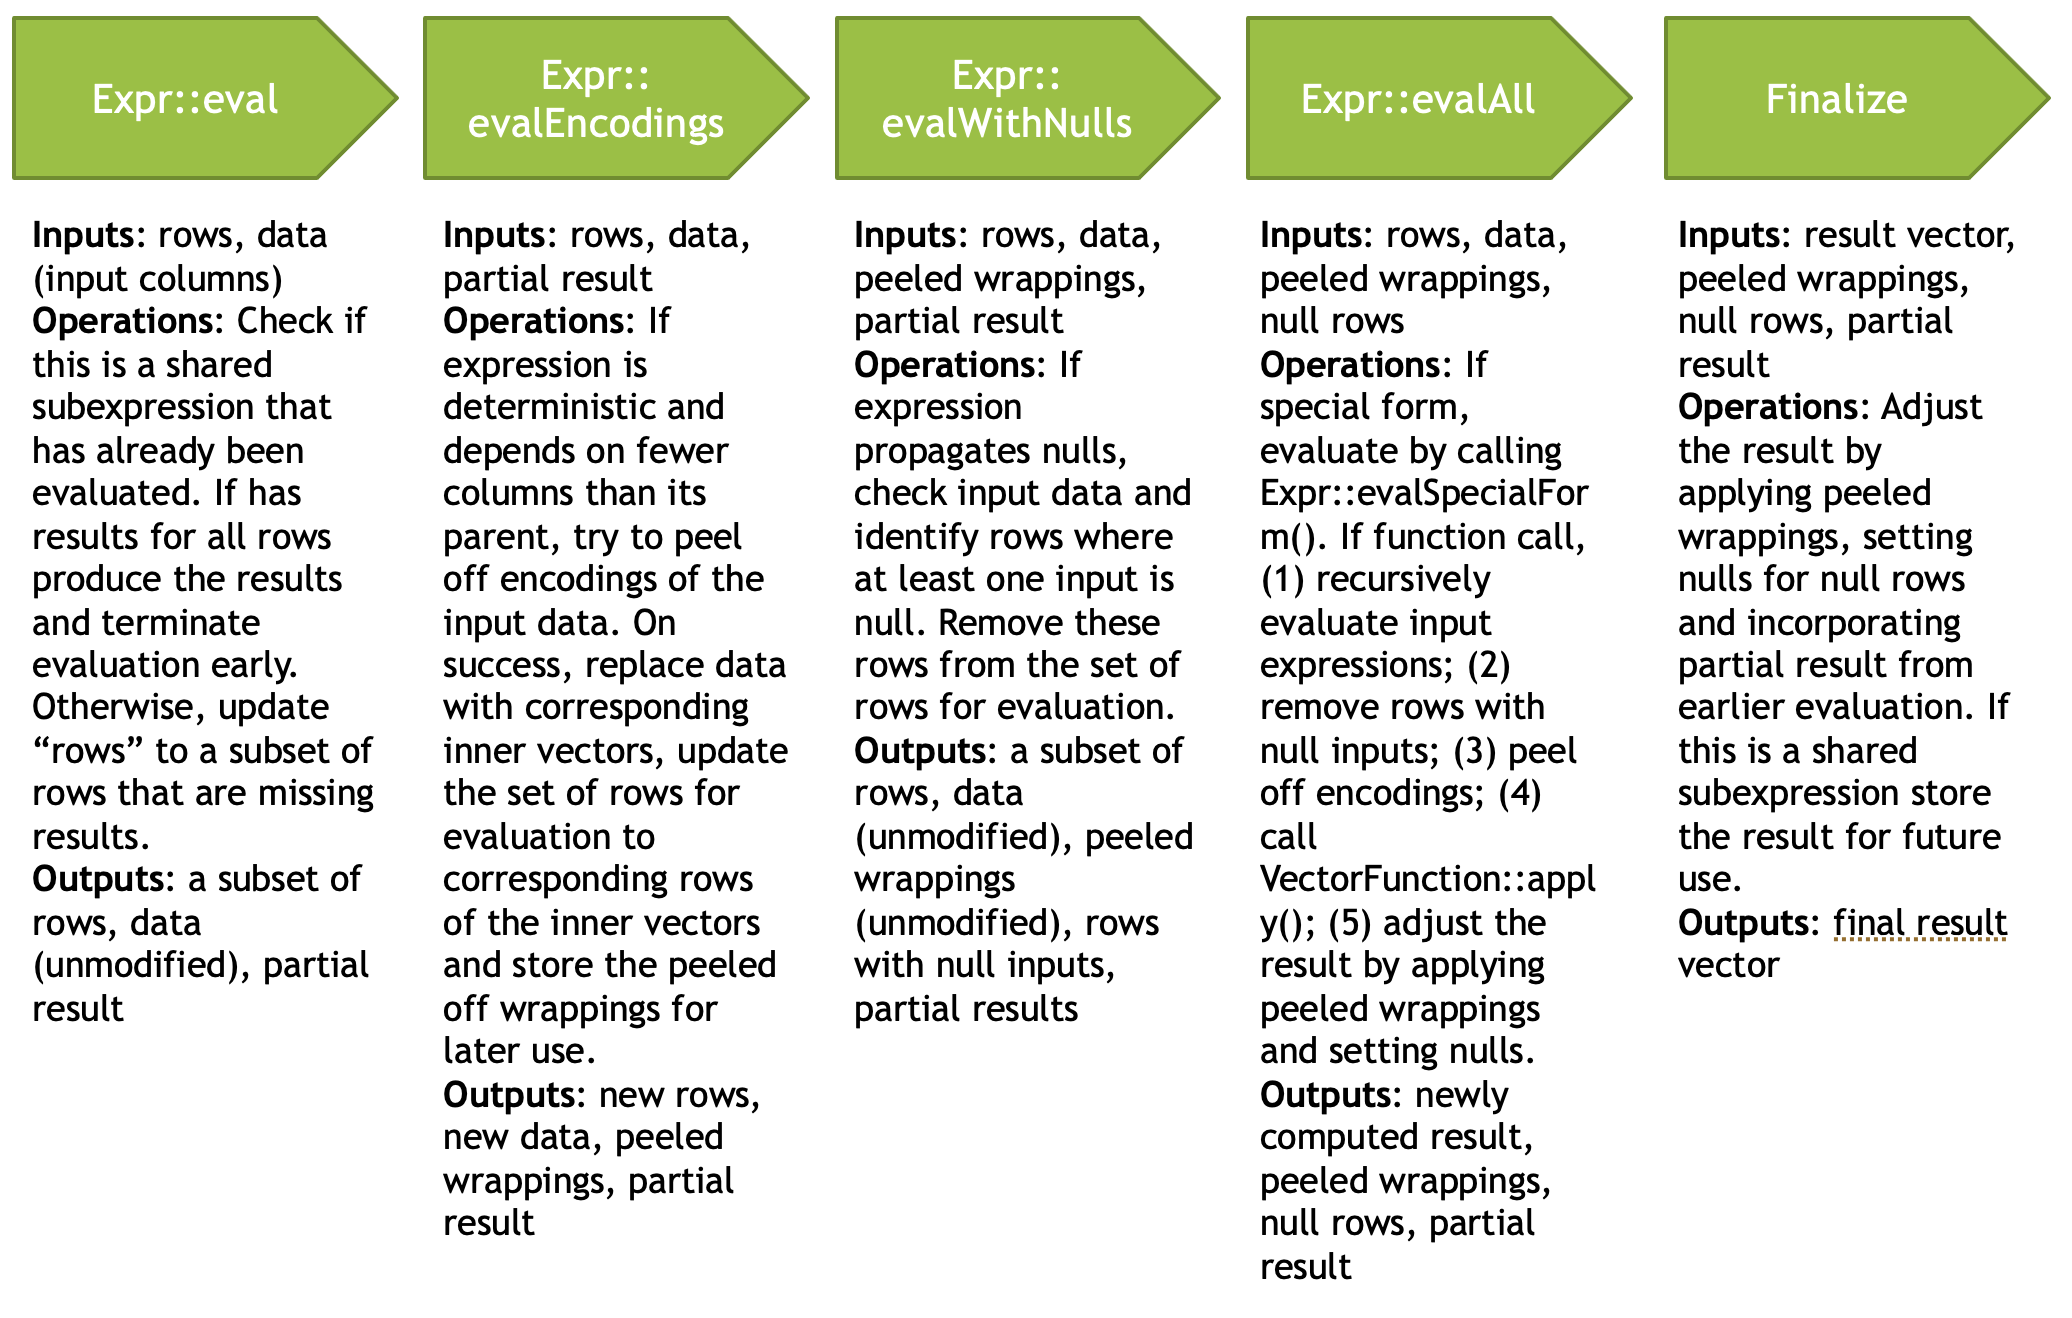 Expr::eval
Inputs: rows, data
(input columns)
Operations: Check if
this is a shared
subexpression that
has already been
evaluated. If has
results for all rows
produce the results
and terminate
evaluation early.
Otherwise, update
“rows” to a subset of
rows that are missing
results.
Outputs: a subset of
rows, data
(unmodified), partial
result
Expr::
evalEncodings
Inputs: rows, data,
partial result
Operations: If
expression is
deterministic and
depends on fewer
columns than its
parent, try to peel
off encodings of the
input data. On
success, replace data
with corresponding
inner vectors, update
the set of rows for
evaluation to
corresponding rows
of the inner vectors
and store the peeled
off wrappings for
later use.
Outputs: new rows,
new data, peeled
wrappings, partial
result
Expr::
evalWithNulls
Inputs: rows, data,
peeled wrappings,
partial result
Operations: If
expression
propagates nulls,
check input data and
identify rows where
at least one input is
null. Remove these
rows from the set of
rows for evaluation.
Outputs: a subset of
rows, data
(unmodified), peeled
wrappings
(unmodified), rows
with null inputs,
partial results
Expr::evalAll
Inputs: rows, data,
peeled wrappings,
null rows
Operations: If
special form,
evaluate by calling
Expr::evalSpecialFor
m(). If function call,
(1) recursively
evaluate input
expressions; (2)
remove rows with
null inputs; (3) peel
off encodings; (4)
call
VectorFunction::appl
y(); (5) adjust the
result by applying
peeled wrappings
and setting nulls.
Outputs: newly
computed result,
peeled wrappings,
null rows, partial
result
Finalize
Inputs: result vector,
peeled wrappings,
null rows, partial
result
Operations: Adjust
the result by
applying peeled
wrappings, setting
nulls for null rows
and incorporating
partial result from
earlier evaluation. If
this is a shared
subexpression store
the result for future
use.
Outputs: final result
vector